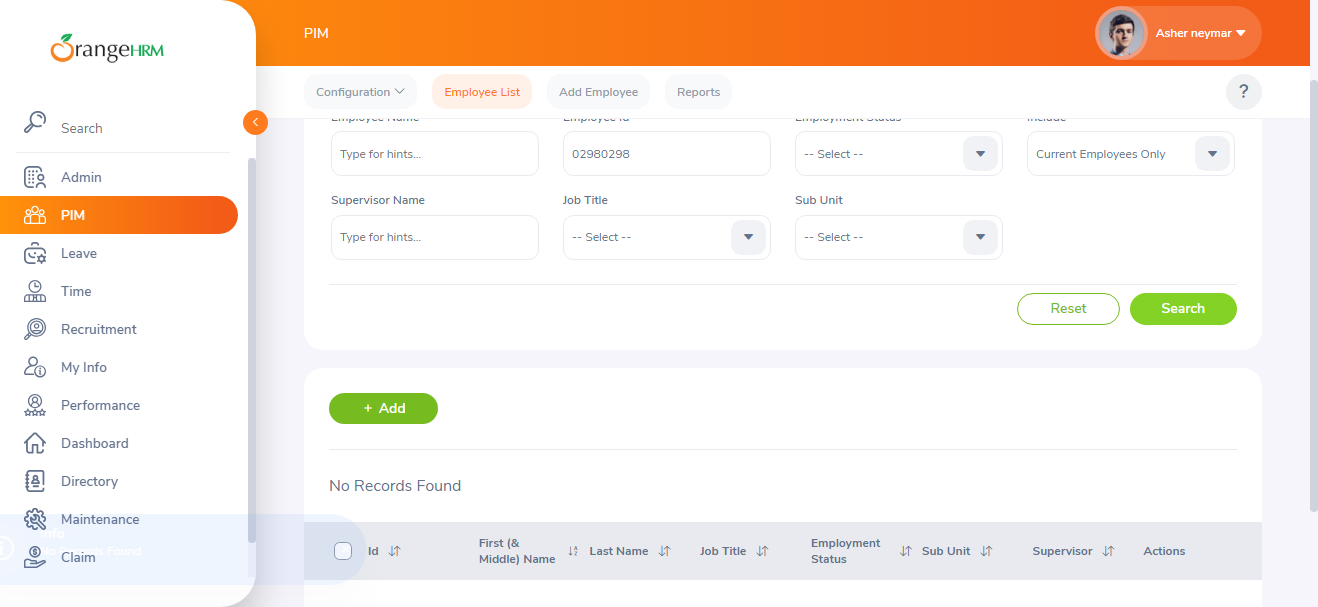 OrangeHRM
PIM
Asher neymar
Configuration
Employee List
Add Employee
Reports
?
Search
Admin
PIM
Leave
Time
Recruitment
My Info
Performance
Dashboard
Directory
Maintenance
Claim
Employee Name
Employee Id
Employment Status
Include
Type for hints...
02980298
-- Select --
Current Employees Only
Supervisor Name
Job Title
Sub Unit
Type for hints...
-- Select --
-- Select --
Reset
Search
+ Add
No Records Found
Info
No Records Found
Id
First (&
Middle) Name
Last Name
Job Title
Employment
Status
Sub Unit
Supervisor
Actions